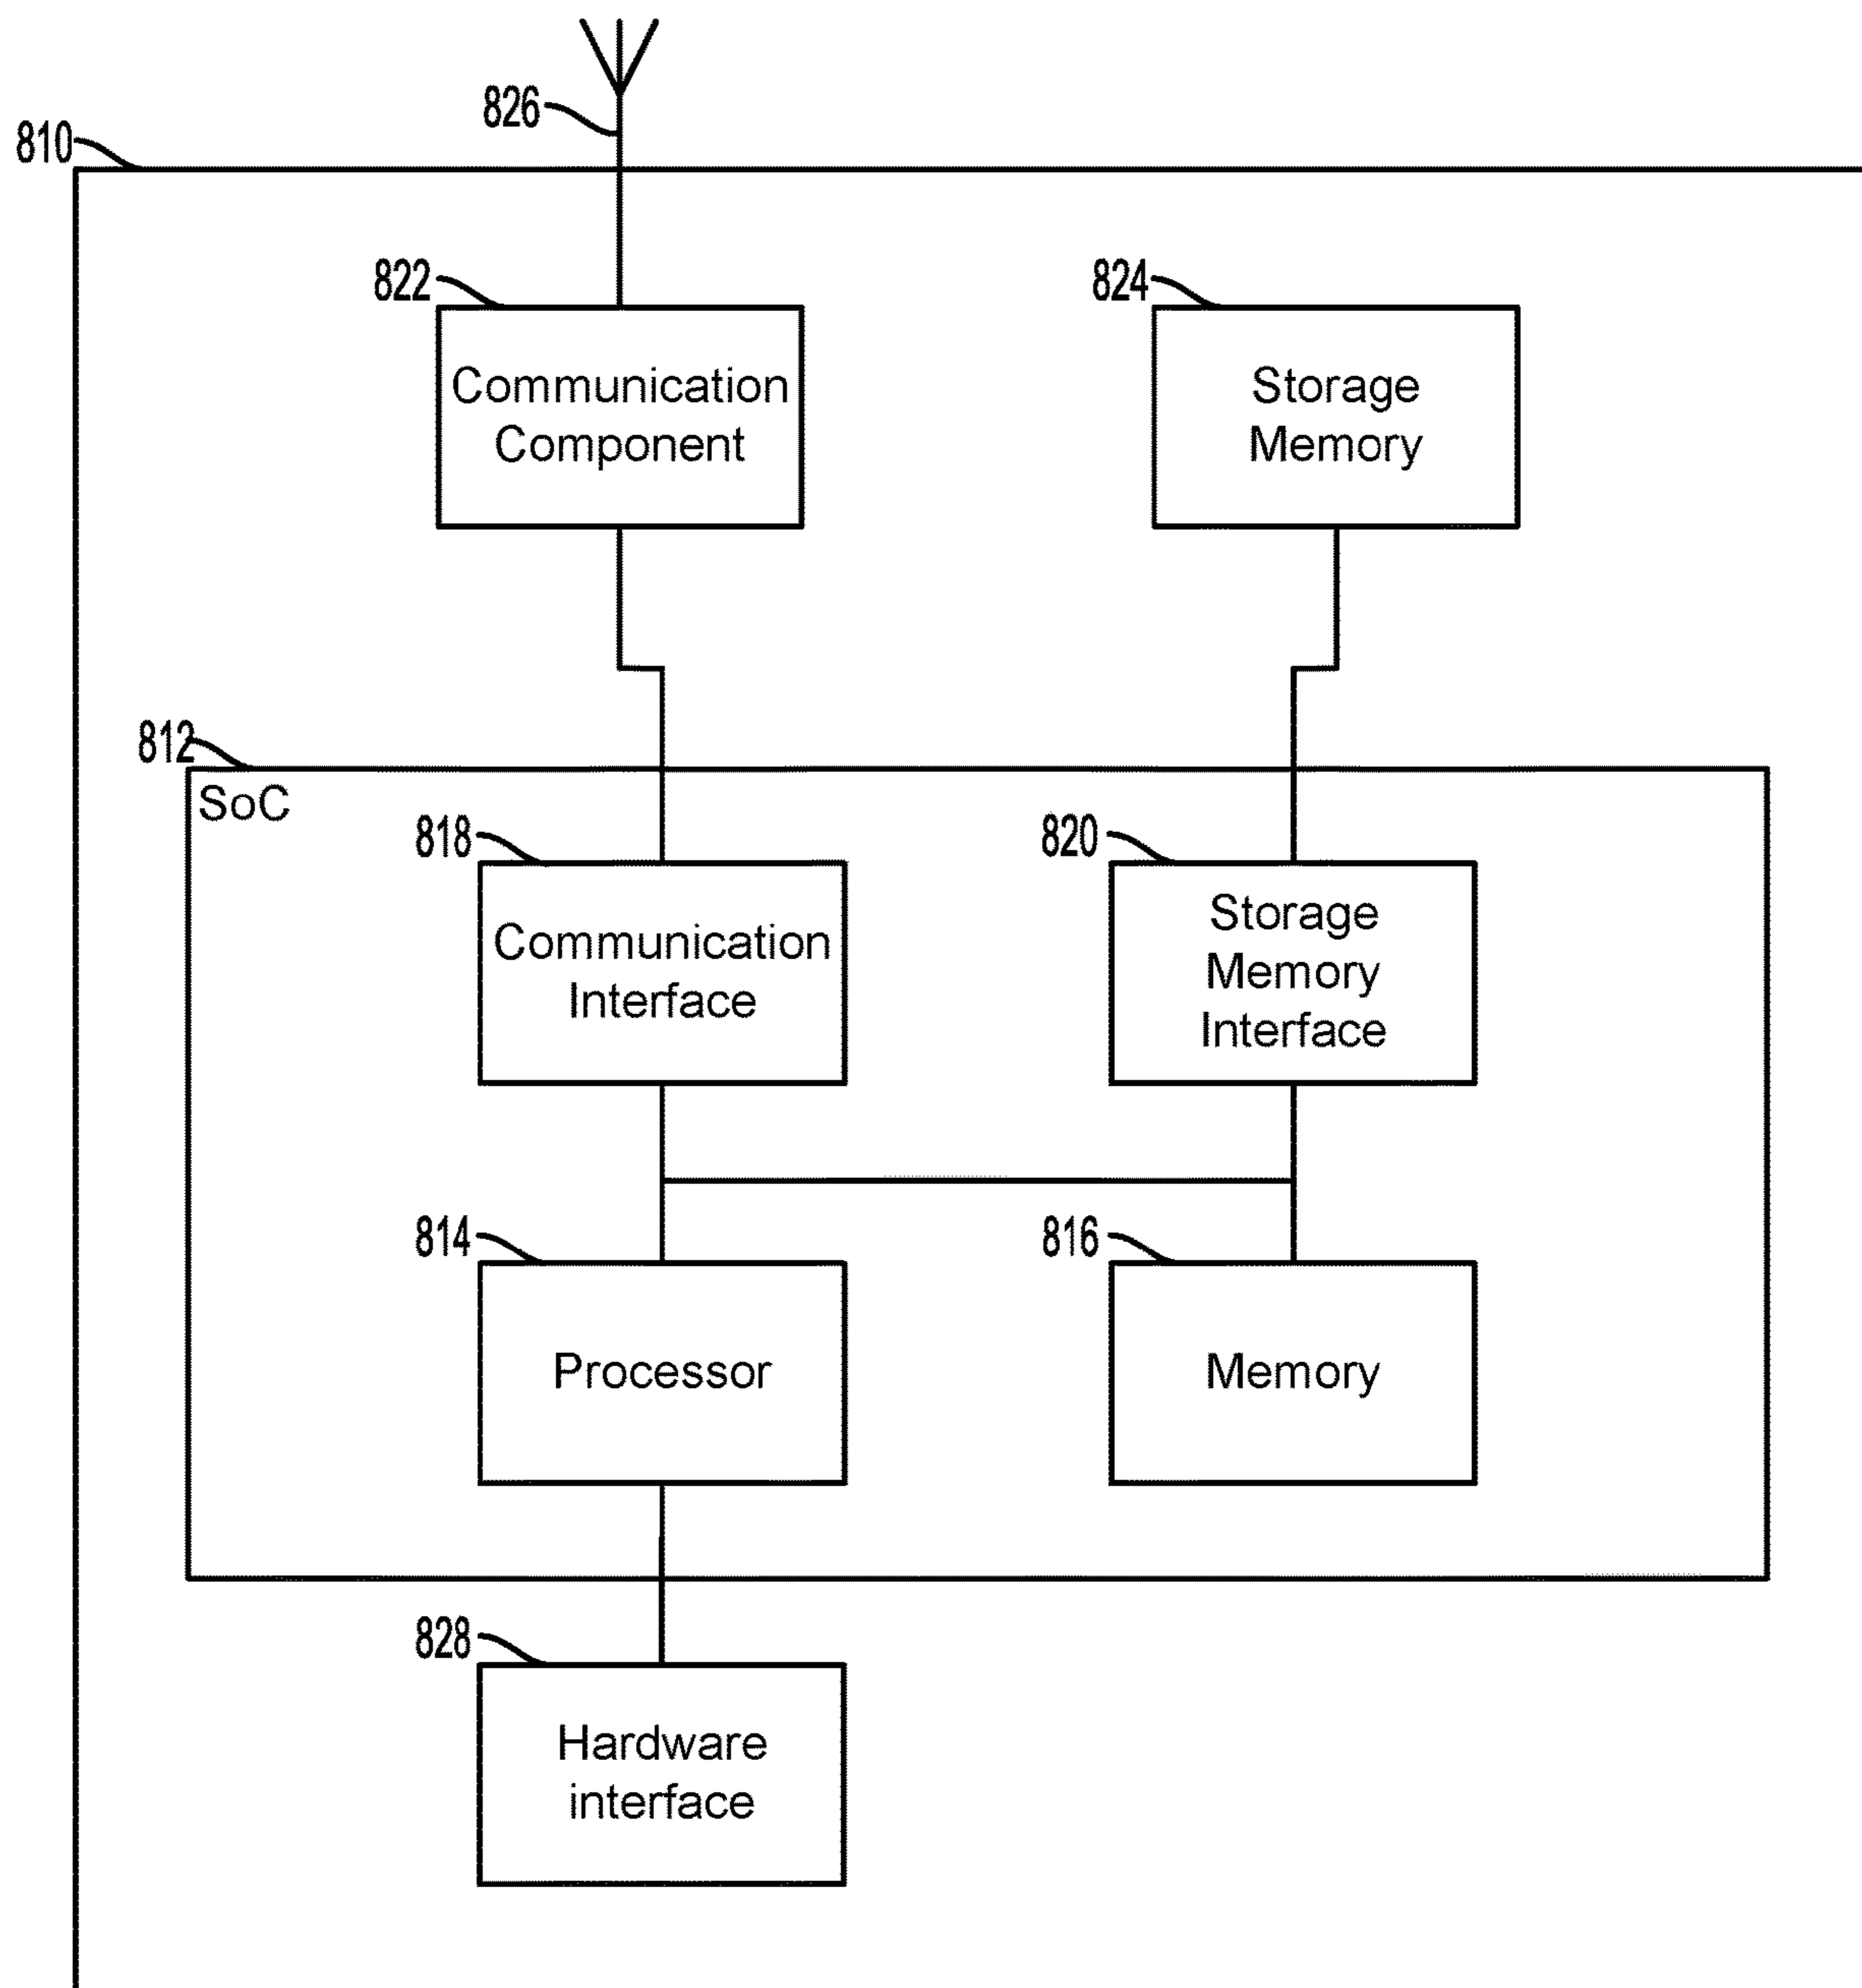 826
810
822
824
Communication
Component
Storage
Memory
812
SoC
818
820
Communication
Interface
Storage
Memory
Interface
814
816
Processor
Memory
828
Hardware
interface